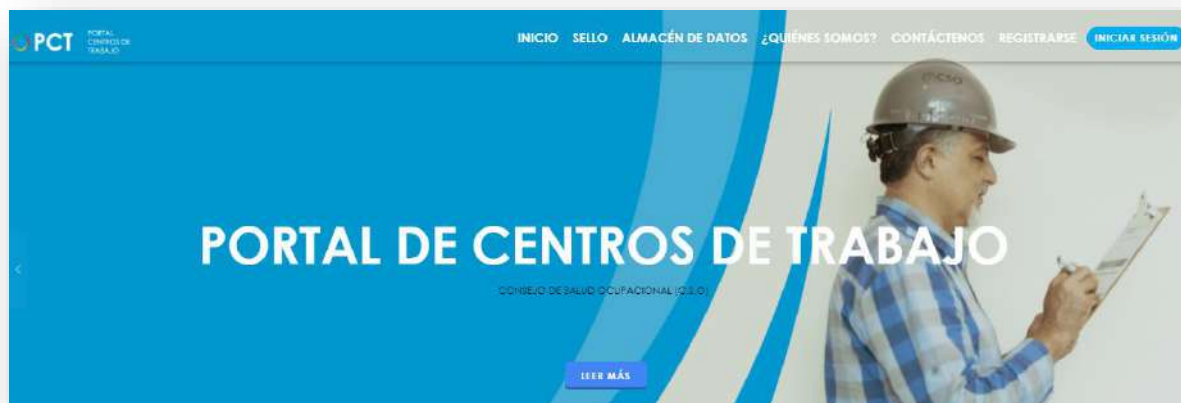 PCT
PORTAL
CENTROS DE
TRABAJO
INICIO SELLO ALMACÉN DE DATOS ¿QUIÉNES SOMOS? CONTÁCTENOS REGISTRARSE INICIAR SESIÓN
CSO
PORTAL DE CENTROS DE TRABAJO
CONSEJO DE SALUD OCUPACIONAL (C.S.O)
LEER MÁS